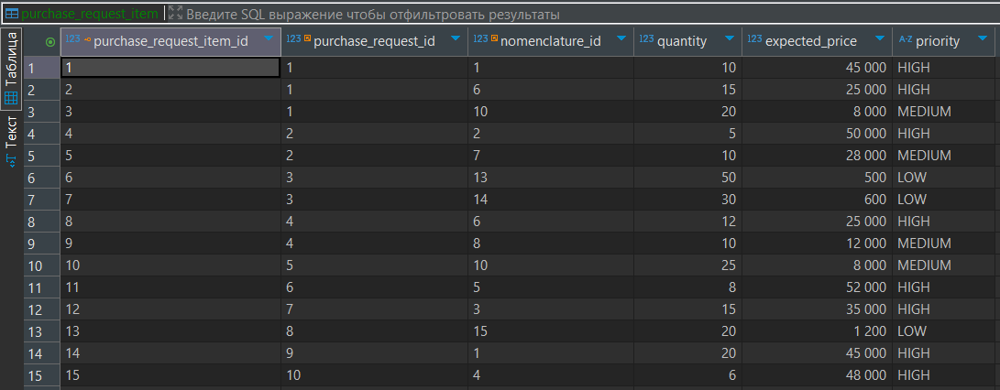 purchase_request_item Введите SQL выражение чтобы отфильтровать результаты
Таблица
Текст
123 purchase_request_item_id 123 purchase_request_id 123 nomenclature_id 123 quantity 123 expected_price A-Z priority
1 1 1 1 10 45 000 HIGH
2 2 1 6 15 25 000 HIGH
3 3 1 10 20 8 000 MEDIUM
4 4 2 2 5 50 000 HIGH
5 5 2 7 10 28 000 MEDIUM
6 6 3 13 50 500 LOW
7 7 3 14 30 600 LOW
8 8 4 6 12 25 000 HIGH
9 9 4 8 10 12 000 MEDIUM
10 10 5 10 25 8 000 MEDIUM
11 11 6 5 8 52 000 HIGH
12 12 7 3 15 35 000 HIGH
13 13 8 15 20 1 200 LOW
14 14 9 1 20 45 000 HIGH
15 15 10 4 6 48 000 HIGH